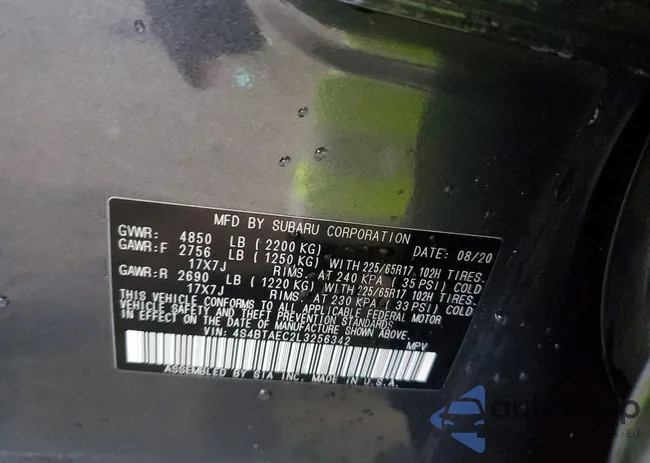 MFD BY SUBARU CORPORATION
GVWR: 4850 LB (2200 KG) DATE: 08/20
GAWR:F 2756 LB (1250 KG) WITH 225/65R17 102H TIRES.
17X7J RIMS. AT 240 KPA (35 PSI) COLD
GAWR:R 2690 LB (1220 KG) WITH 225/65R17 102H TIRES.
17X7J RIMS. AT 230 KPA (33 PSI) COLD
THIS VEHICLE CONFORMS TO ALL APPLICABLE FEDERAL MOTOR
VEHICLE SAFETY AND THEFT PREVENTION STANDARDS
IN EFFECT ON THE DATE OF MANUFACTURE SHOWN ABOVE.
VIN: 4S4BTAEC2L3256342 MPV
ASSEMBLED BY SIA INC. MADE IN U.S.A.